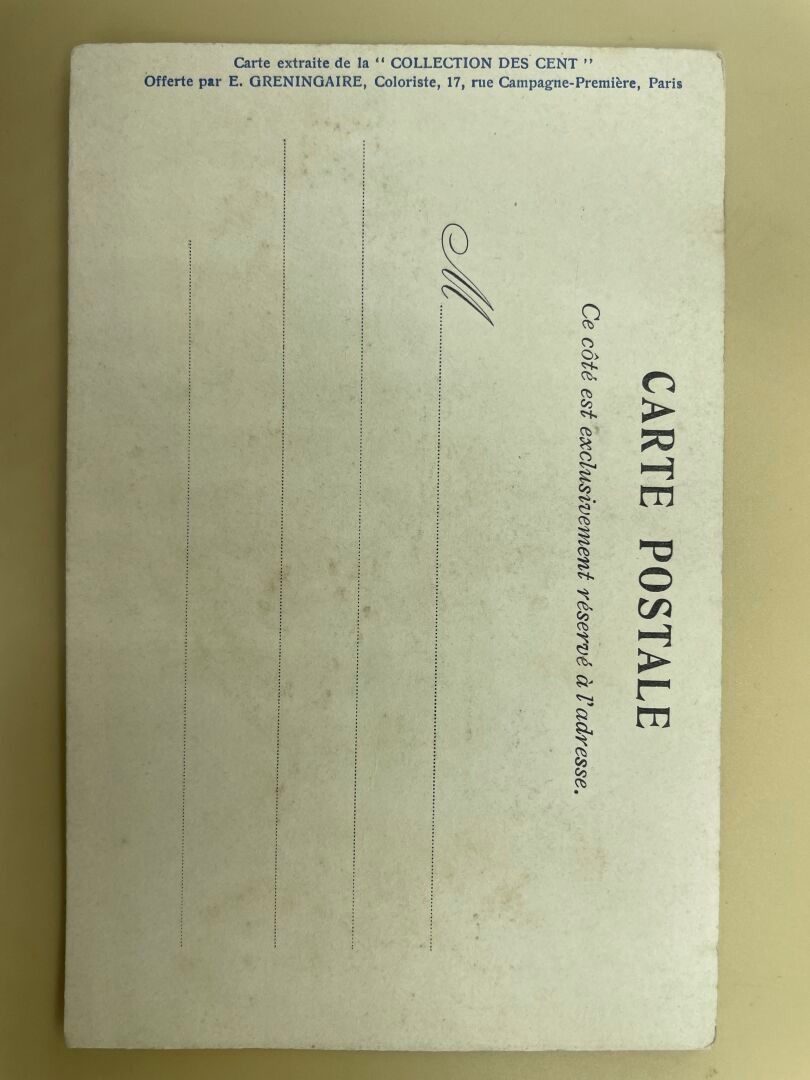 Carte extraite de la “ COLLECTION DES CENT ”
Offerte par E. GRENINGAIRE, Coloriste, 17, rue Campagne-Première, Paris
CARTE POSTALE
Ce côté est exclusivement réservé à l'adresse.
M